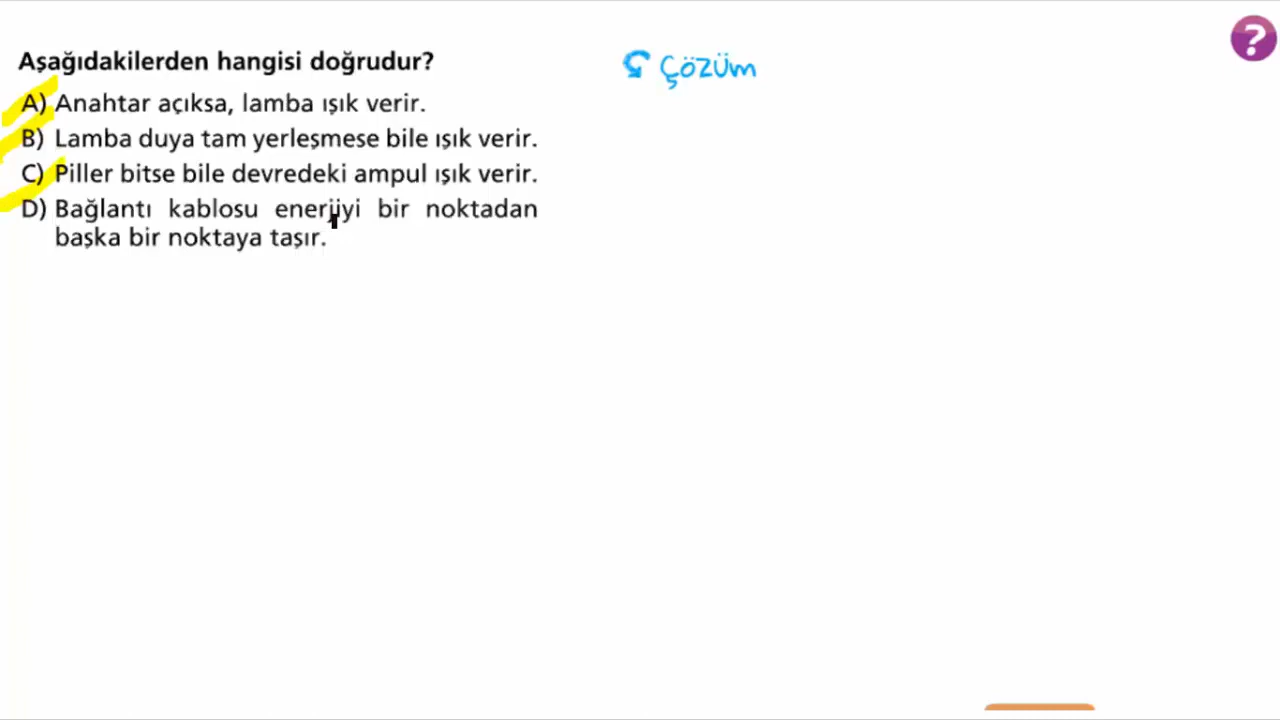 Aşağıdakilerden hangisi doğrudur?
Çözüm
A) Anahtar açıksa, lamba ışık verir.
B) Lamba duya tam yerleşmese bile ışık verir.
C) Piller bitse bile devredeki ampul ışık verir.
D) Bağlantı kablosu enerjiyi bir noktadan
başka bir noktaya taşır.
?